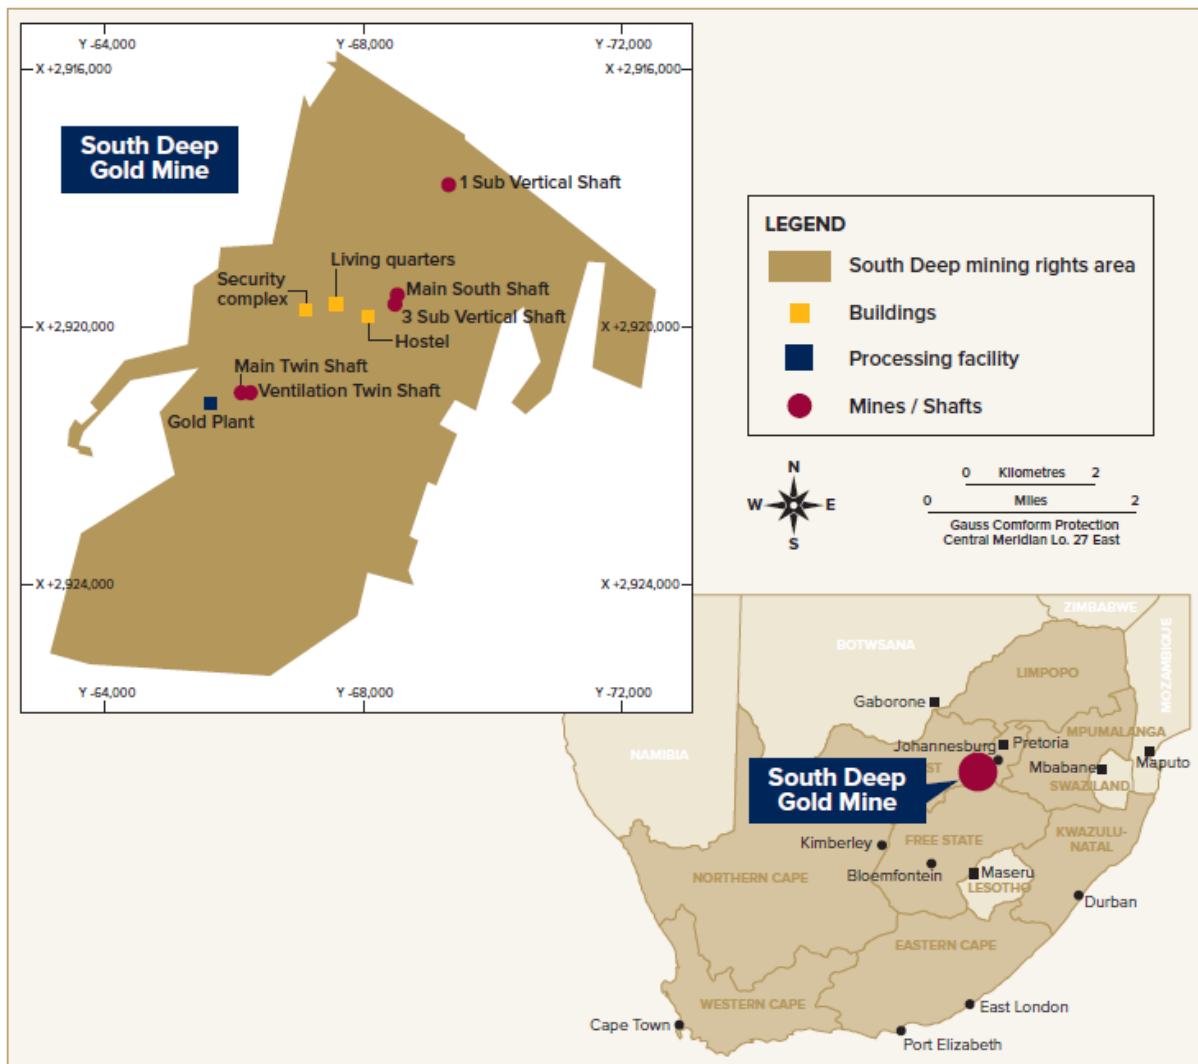 Y -64,000
Y -68,000
Y -72,000
X +2,916,000
X +2,916,000
South Deep
Gold Mine
1 Sub Vertical Shaft
Living quarters
Security
complex
Main South Shaft
3 Sub Vertical Shaft
X +2,920,000
X +2,920,000
Hostel
Main Twin Shaft
Ventilation Twin Shaft
Gold Plant
X +2,924,000
X +2,924,000
Y -64,000
Y -68,000
Y -72,000
LEGEND
South Deep mining rights area
Buildings
Processing facility
Mines / Shafts
N
W
E
S
0 Kilometres 2
0 Miles 2
Gauss Comform Protection
Central Meridian Lo. 27 East
ZIMBABWE
BOTWSANA
MOZAMBIQUE
LIMPOPO
Gaborone
NAMIBIA
MPUMALANGA
Johannesburg
Pretoria
Maputo
ST
Mbabane
SWAZILAND
South Deep
Gold Mine
KWAZULU-
NATAL
Kimberley
FREE STATE
Bloemfontein
Maseru
LESOTHO
NORTHERN CAPE
Durban
EASTERN CAPE
WESTERN CAPE
East London
Cape Town
Port Elizabeth